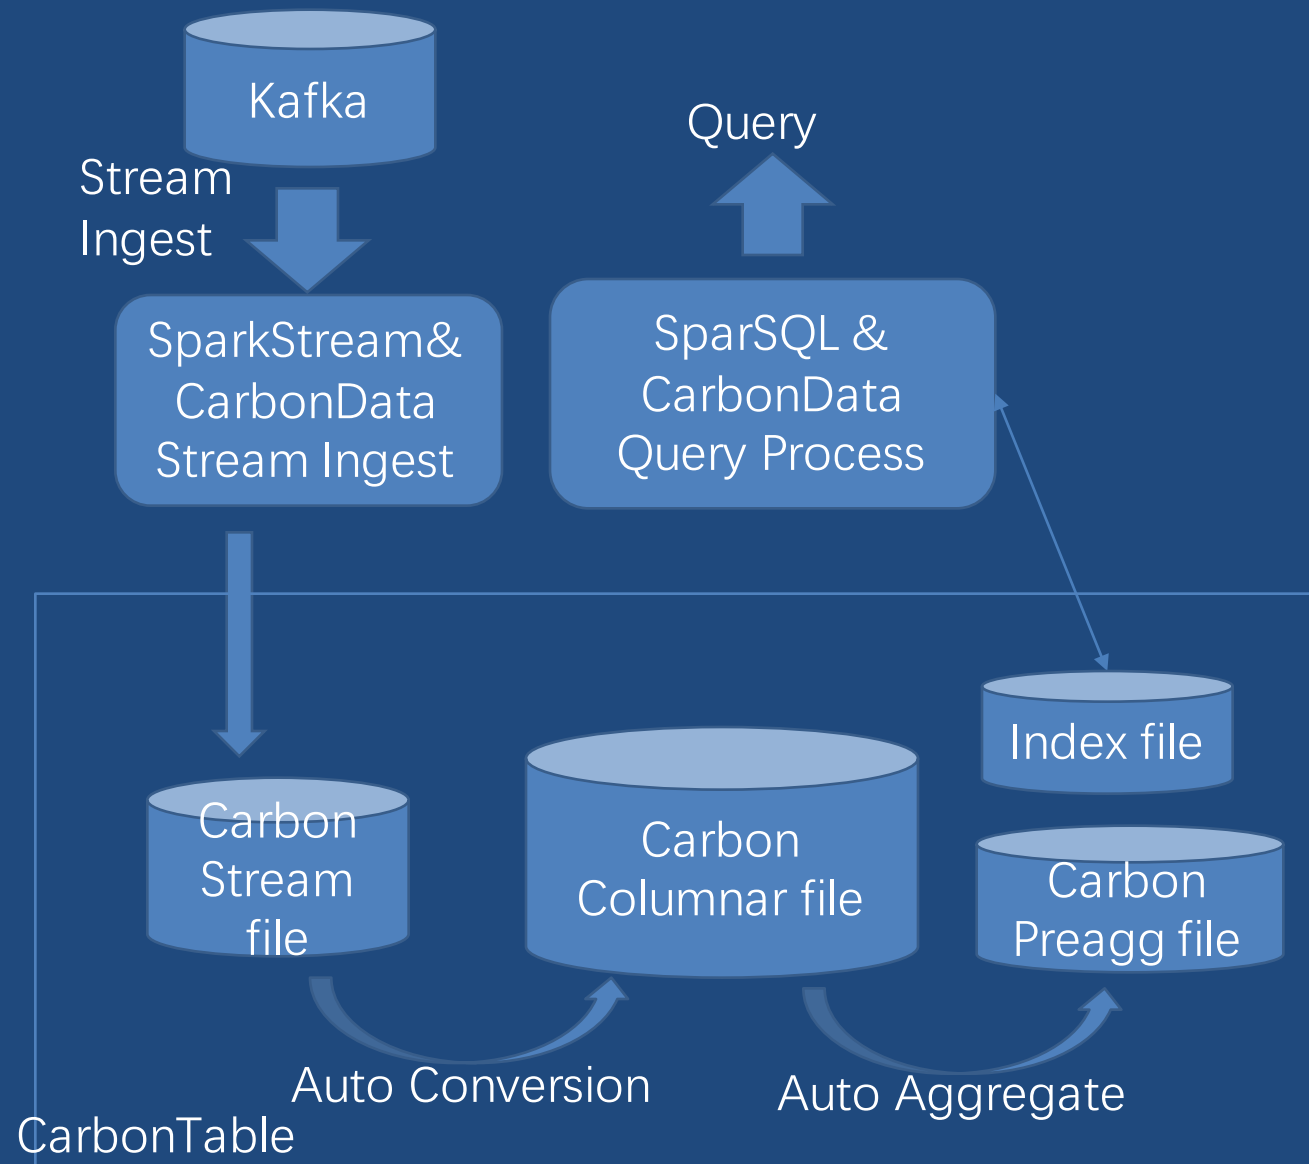 Kafka
Stream
Ingest
Query
SparkStream&
CarbonData
Stream Ingest
SparSQL &
CarbonData
Query Process
Index file
Carbon
Stream
file
Carbon
Columnar file
Carbon
Preagg file
Auto Conversion
Auto Aggregate
CarbonTable